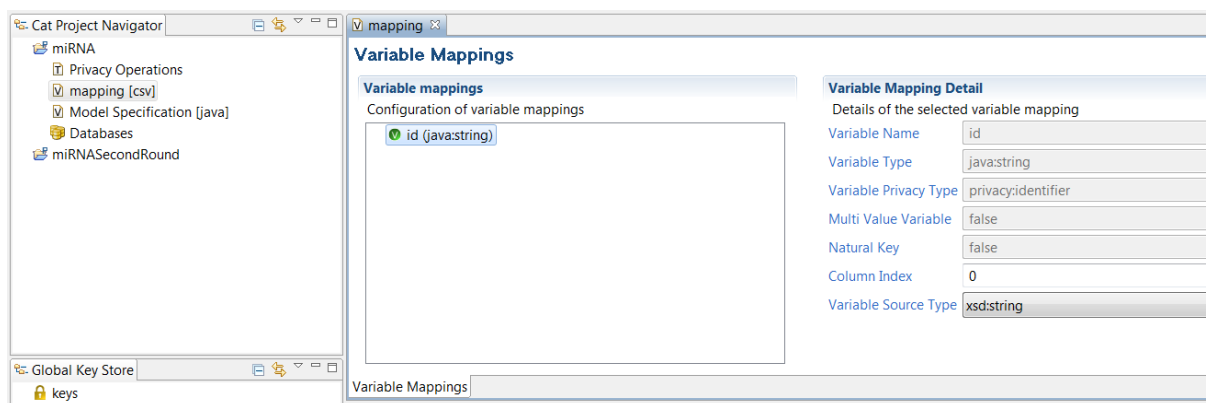 Cat Project Navigator
miRNA
Privacy Operations
mapping [csv]
Model Specification [java]
Databases
miRNASecondRound
Global Key Store
keys
mapping
Variable Mappings
Variable mappings
Configuration of variable mappings
id (java:string)
Variable Mapping Detail
Details of the selected variable mapping
Variable Name id
Variable Type java:string
Variable Privacy Type privacy:identifier
Multi Value Variable false
Natural Key false
Column Index 0
Variable Source Type xsd:string
Variable Mappings